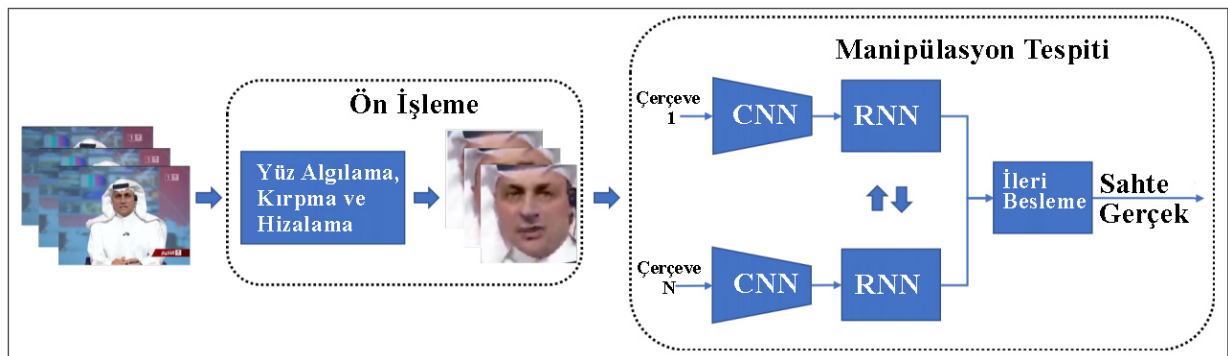 Ön İşleme
Yüz Algılama,
Kırpma ve
Hizalama
Manipülasyon Tespiti
Çerçeve
1
CNN
RNN
Çerçeve
N
CNN
RNN
İleri
Besleme
Sahte
Gerçek